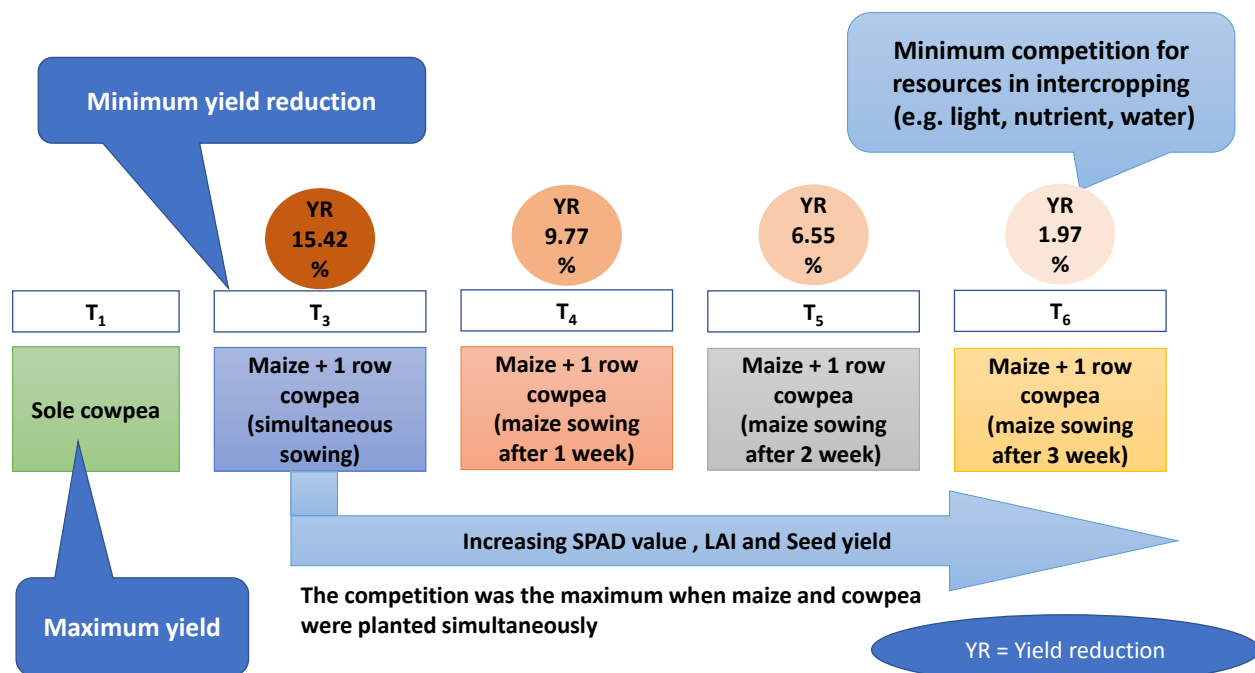 Minimum competition for
resources in intercropping
(e.g. light, nutrient, water)
Minimum yield reduction
YR
15.42
%
YR
9.77
%
YR
6.55
%
YR
1.97
%
T₁
T₃
T₄
T₅
T₆
Sole cowpea
Maize + 1 row
cowpea
(simultaneous
sowing)
Maize + 1 row
cowpea
(maize sowing
after 1 week)
Maize + 1 row
cowpea
(maize sowing
after 2 week)
Maize + 1 row
cowpea
(maize sowing
after 3 week)
Increasing SPAD value , LAI and Seed yield
The competition was the maximum when maize and cowpea
were planted simultaneously
Maximum yield
YR = Yield reduction